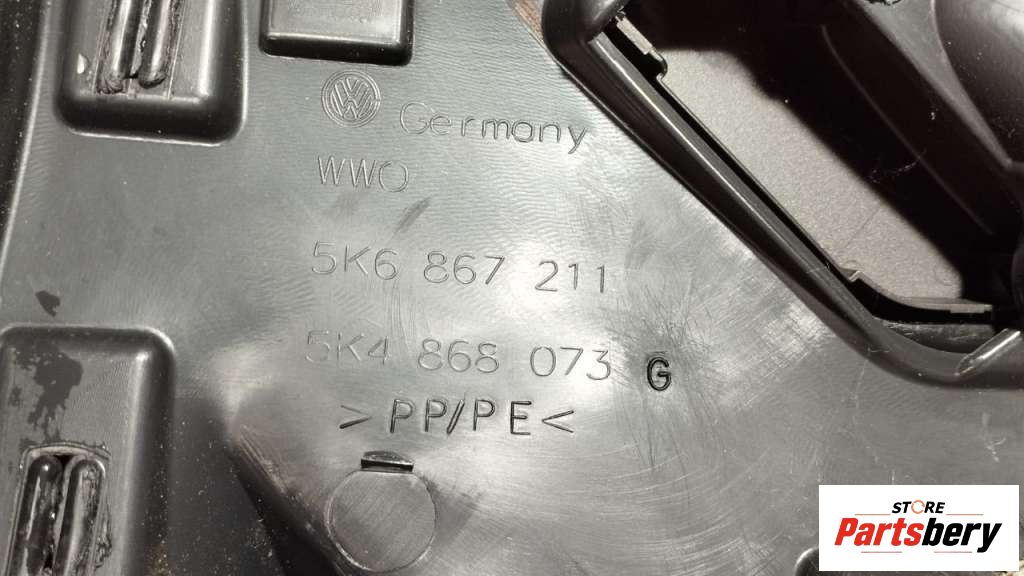 Germany
WWO
5K6 867 211
5K4 868 073 G
>PP/PE<
STORE
Partsbery